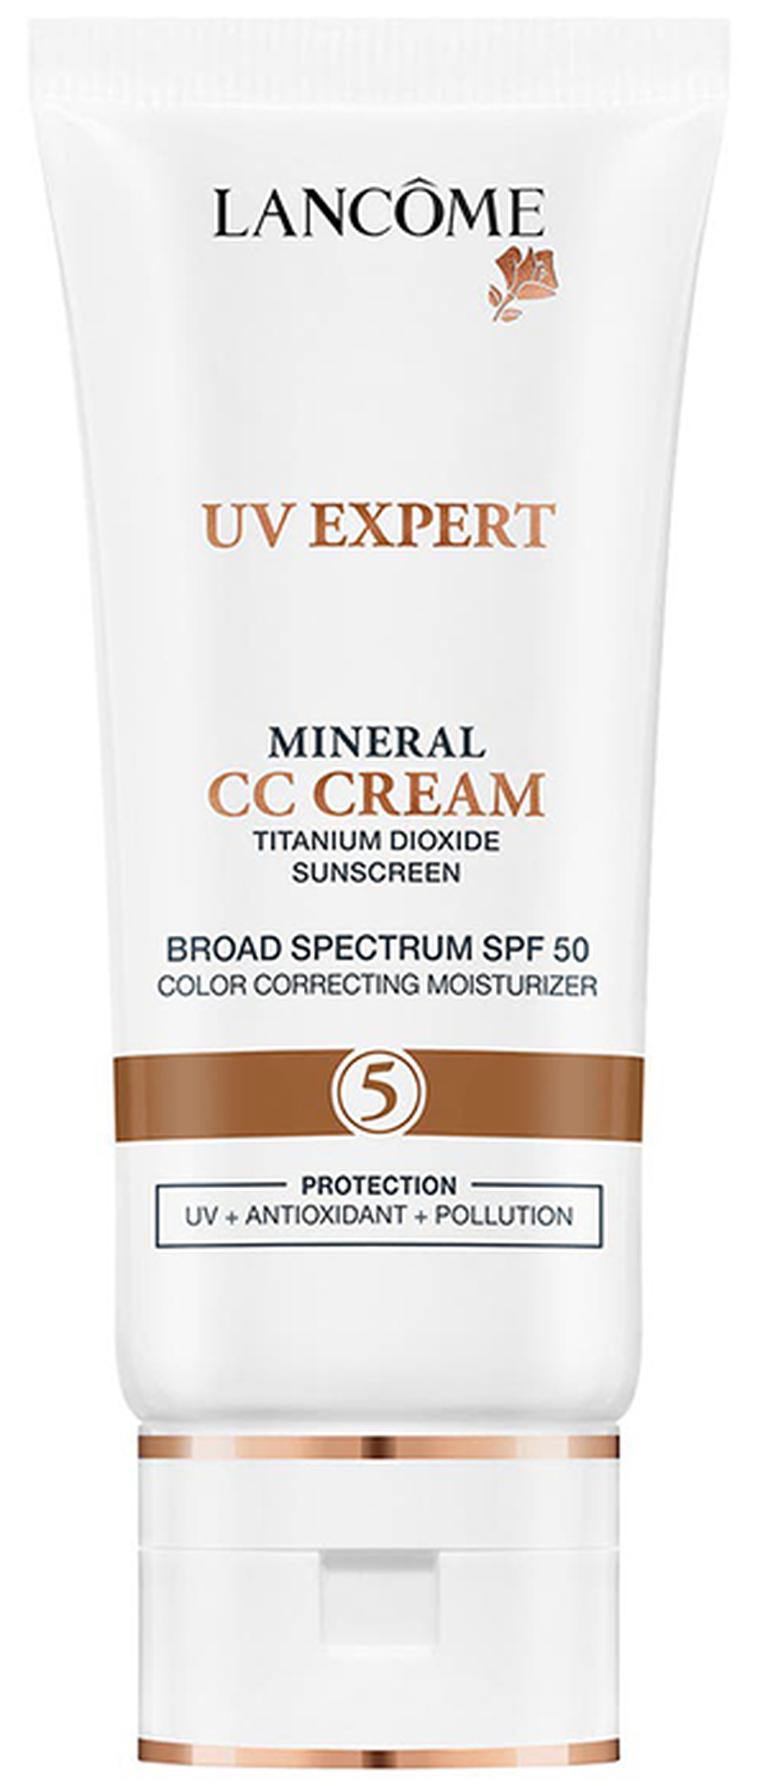 LANCÔME
UV EXPERT
MINERAL
CC CREAM
TITANIUM DIOXIDE
SUNSCREEN
BROAD SPECTRUM SPF 50
COLOR CORRECTING MOISTURIZER
5
PROTECTION
UV + ANTIOXIDANT + POLLUTION